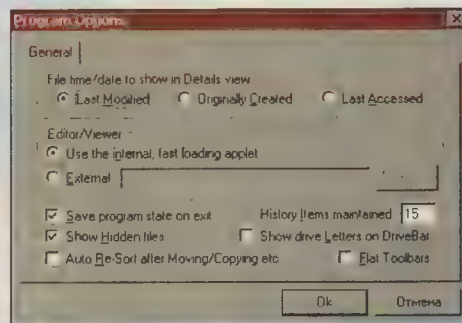 Program Options
General
File time/date to show in Details view
Last Modified Originally Created Last Accessed
Editor/Viewer
Use the internal, fast loading applet
External
Save program state on exit History Items maintained 15
Show Hidden files Show drive Letters on DriveBar
Auto Re-Sort after Moving/Copying etc Flat Toolbars
Ok Отмена